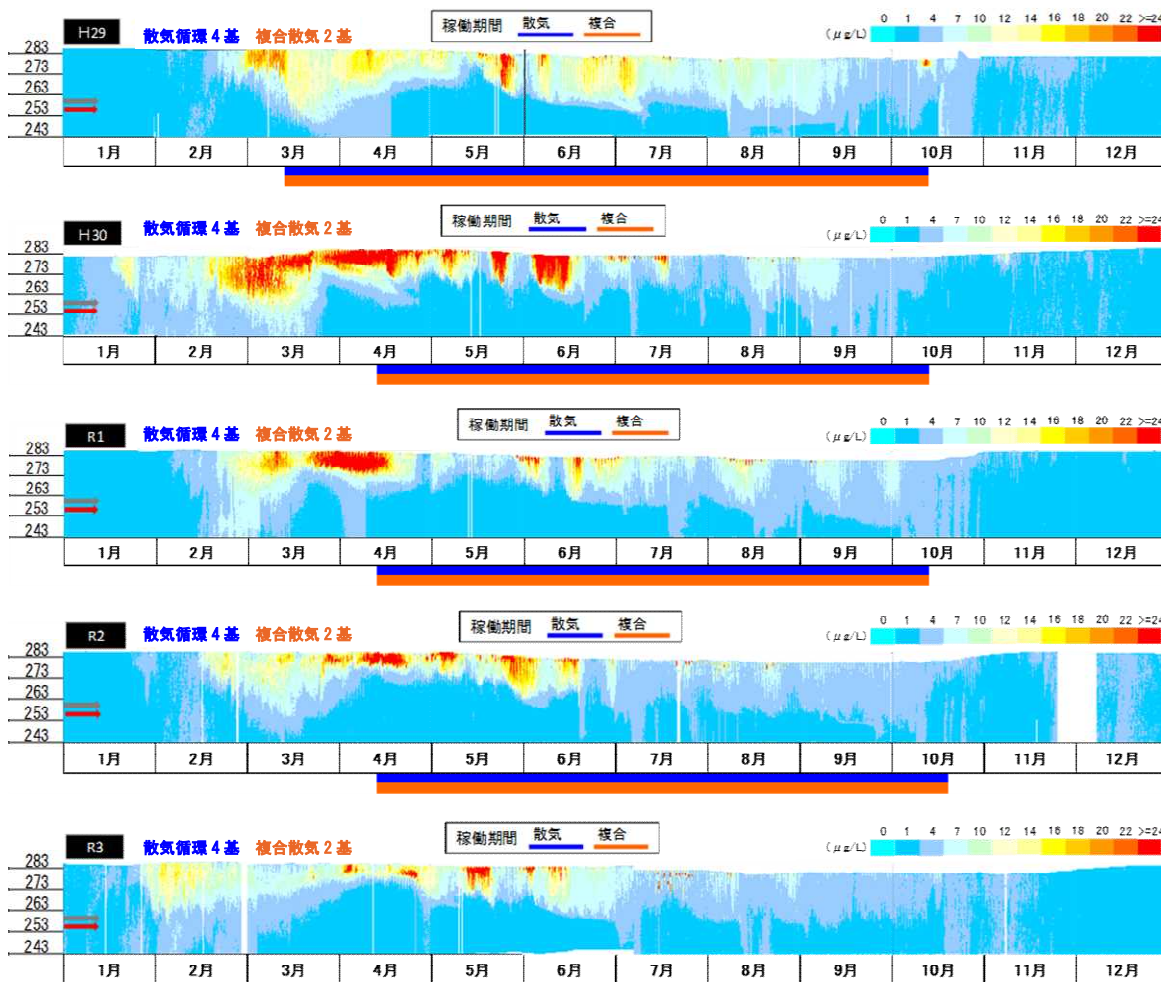 H29 散気循環4基 複合散気2基 稼働期間 散気 複合 (μg/L) 0 1 4 7 10 12 14 16 18 20 22 >=24
283
273
263
253
243
1月 2月 3月 4月 5月 6月 7月 8月 9月 10月 11月 12月
H30 散気循環4基 複合散気2基 稼働期間 散気 複合 (μg/L) 0 1 4 7 10 12 14 16 18 20 22 >=24
283
273
263
253
243
1月 2月 3月 4月 5月 6月 7月 8月 9月 10月 11月 12月
R1 散気循環4基 複合散気2基 稼働期間 散気 複合 (μg/L) 0 1 4 7 10 12 14 16 18 20 22 >=24
283
273
263
253
243
1月 2月 3月 4月 5月 6月 7月 8月 9月 10月 11月 12月
R2 散気循環4基 複合散気2基 稼働期間 散気 複合 (μg/L) 0 1 4 7 10 12 14 16 18 20 22 >=24
283
273
263
253
243
1月 2月 3月 4月 5月 6月 7月 8月 9月 10月 11月 12月
R3 散気循環4基 複合散気2基 稼働期間 散気 複合 (μg/L) 0 1 4 7 10 12 14 16 18 20 22 >=24
283
273
263
253
243
1月 2月 3月 4月 5月 6月 7月 8月 9月 10月 11月 12月